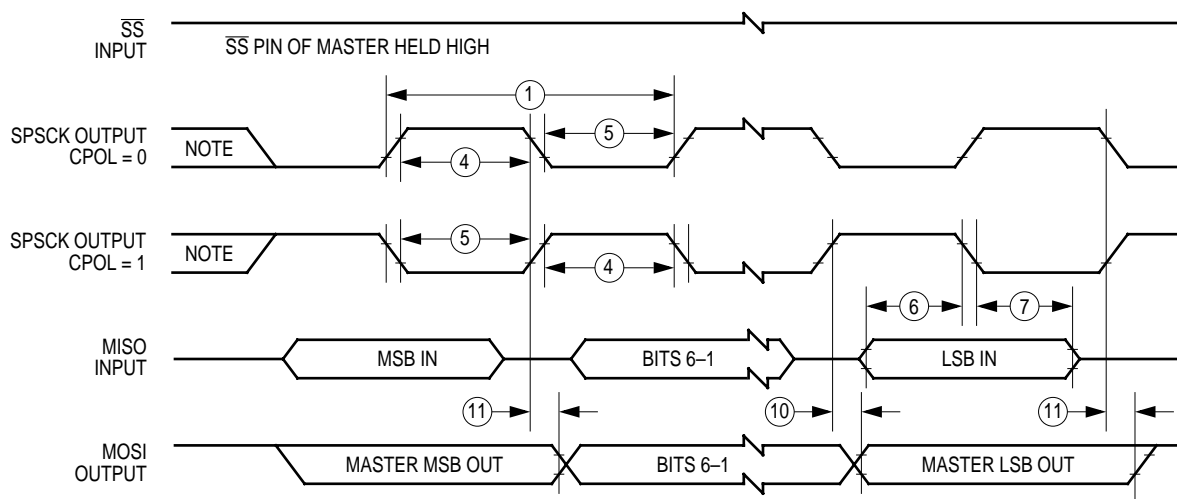 SS
INPUT
SS PIN OF MASTER HELD HIGH
1
SPSCK OUTPUT
CPOL = 0
NOTE
5
4
SPSCK OUTPUT
CPOL = 1
NOTE
5
4
6
7
MISO
INPUT
MSB IN
BITS 6–1
LSB IN
11
10
11
MOSI
OUTPUT
MASTER MSB OUT
BITS 6–1
MASTER LSB OUT